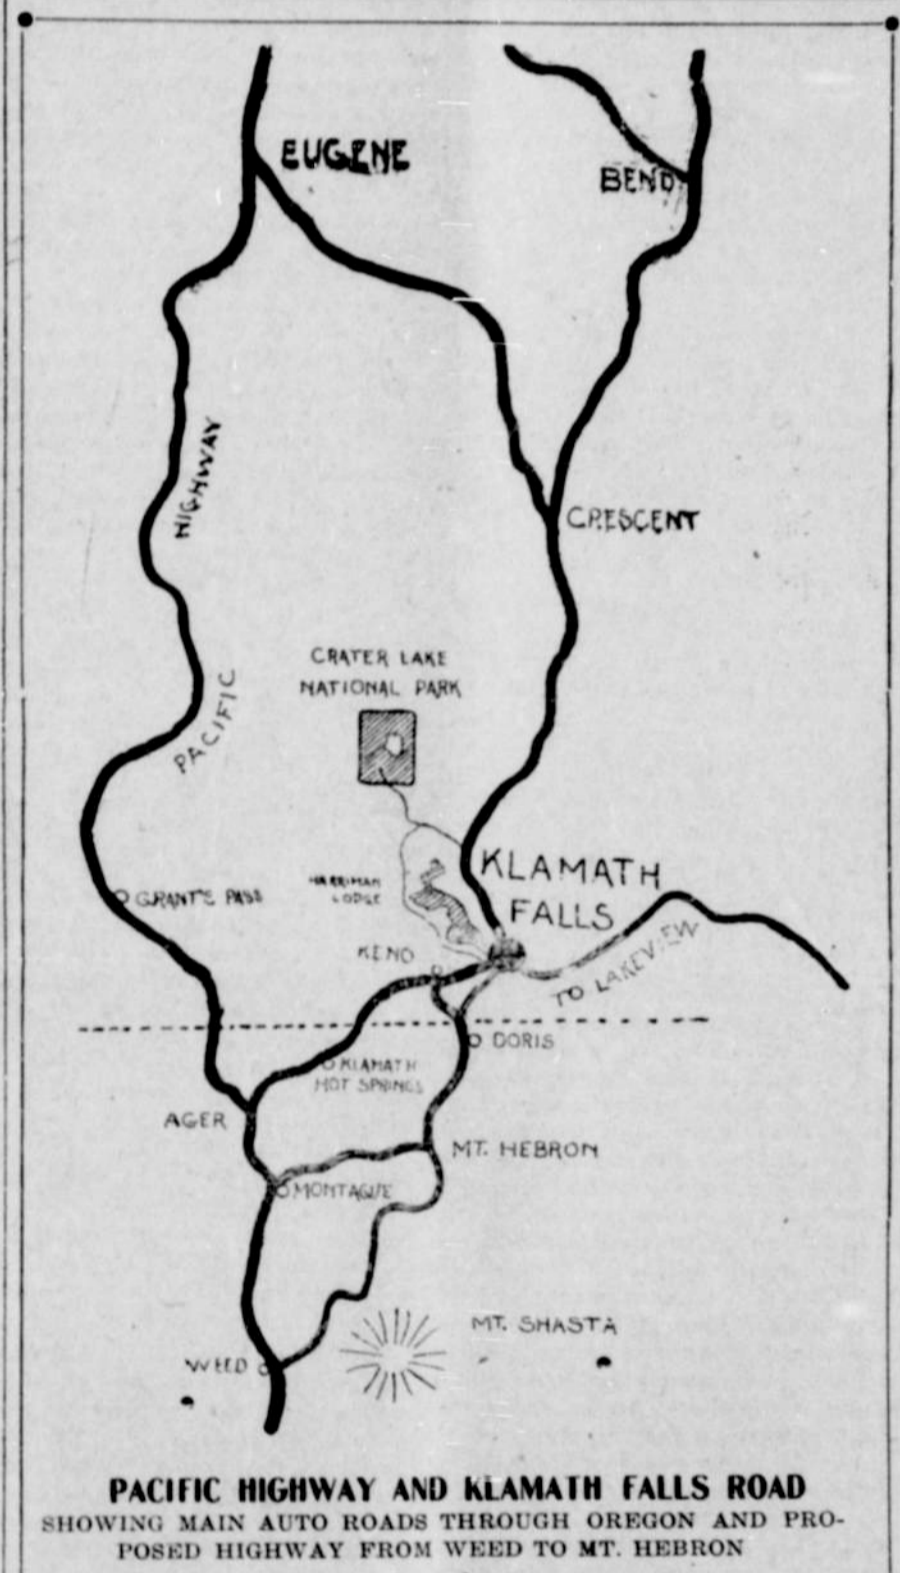 EUGENE
BEND
HIGHWAY
CRESCENT
CRATER LAKE
NATIONAL PARK
PACIFIC
KLAMATH
FALLS
HARRIMAN
LODGE
GRANT'S PASS
KENO
TO LAKEVIEW
DORIS
KLAMATH
HOT SPRINGS
AGER
MT. HEBRON
MONTAGUE
MT. SHASTA
WEED
PACIFIC HIGHWAY AND KLAMATH FALLS ROAD
SHOWING MAIN AUTO ROADS THROUGH OREGON AND PRO-
POSED HIGHWAY FROM WEED TO MT. HEBRON